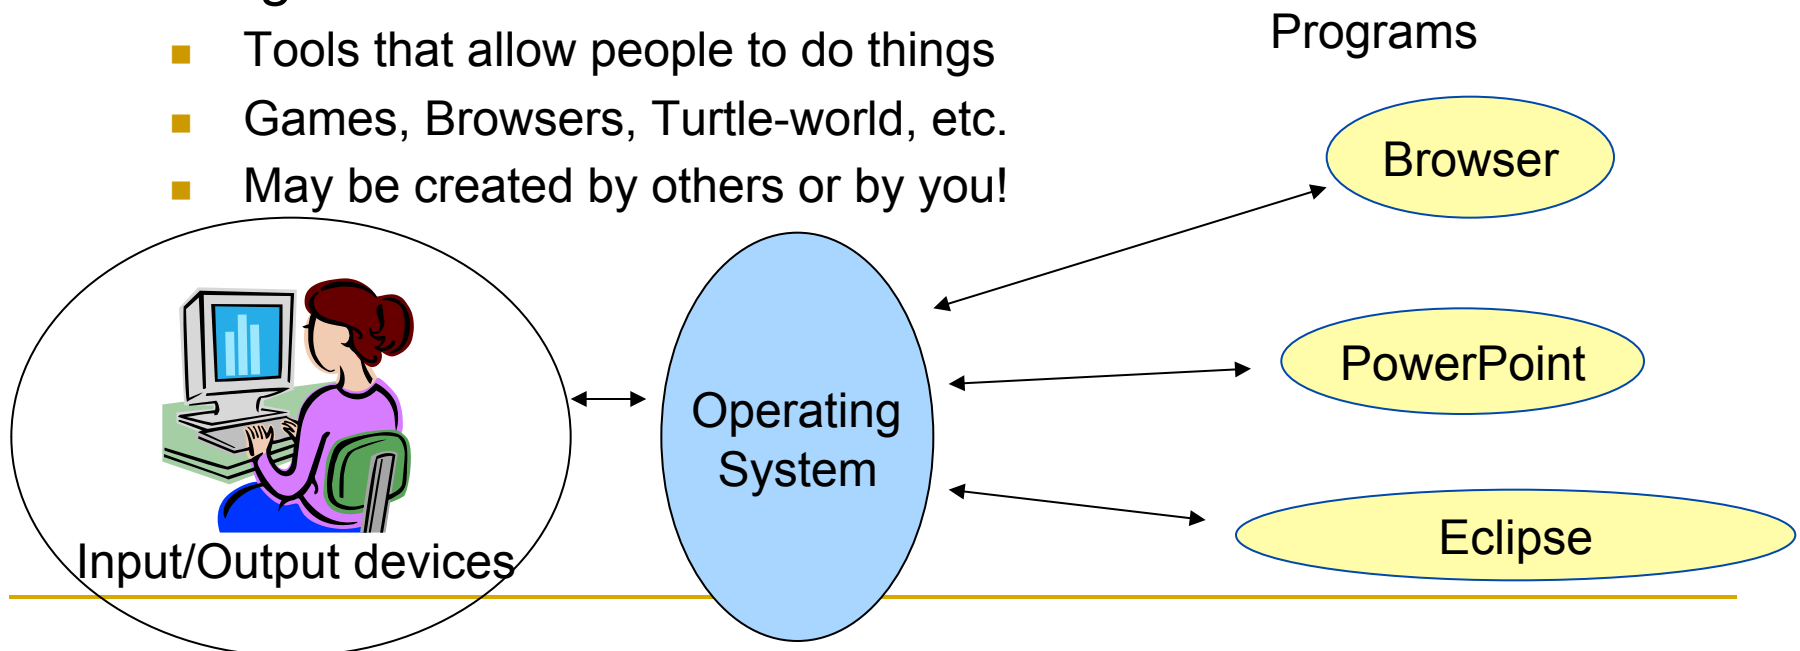 Tools that allow people to do things
Games, Browsers, Turtle-world, etc.
May be created by others or by you!
Programs
Browser
PowerPoint
Eclipse
Operating
System
Input/Output devices